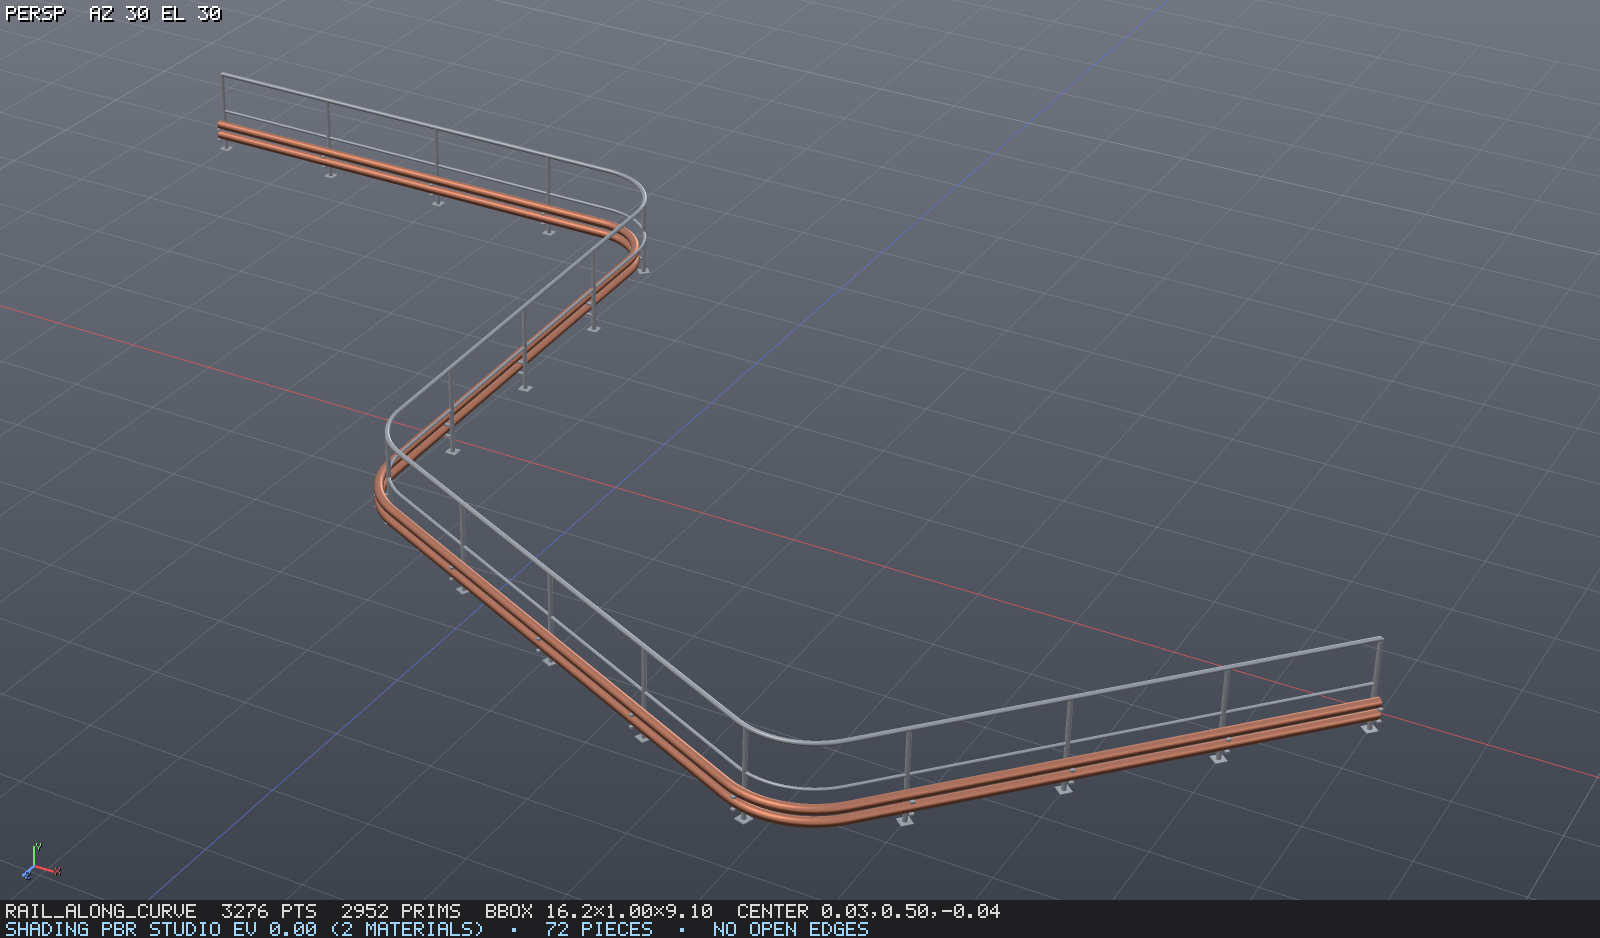 PERSP AZ 30 EL 30
Y
X
Z
RAIL_ALONG_CURVE 3276 PTS 2952 PRIMS BBOX 16.2×1.00×9.10 CENTER 0.03,0.50,-0.04
SHADING PBR STUDIO EV 0.00 (2 MATERIALS) · 72 PIECES · NO OPEN EDGES